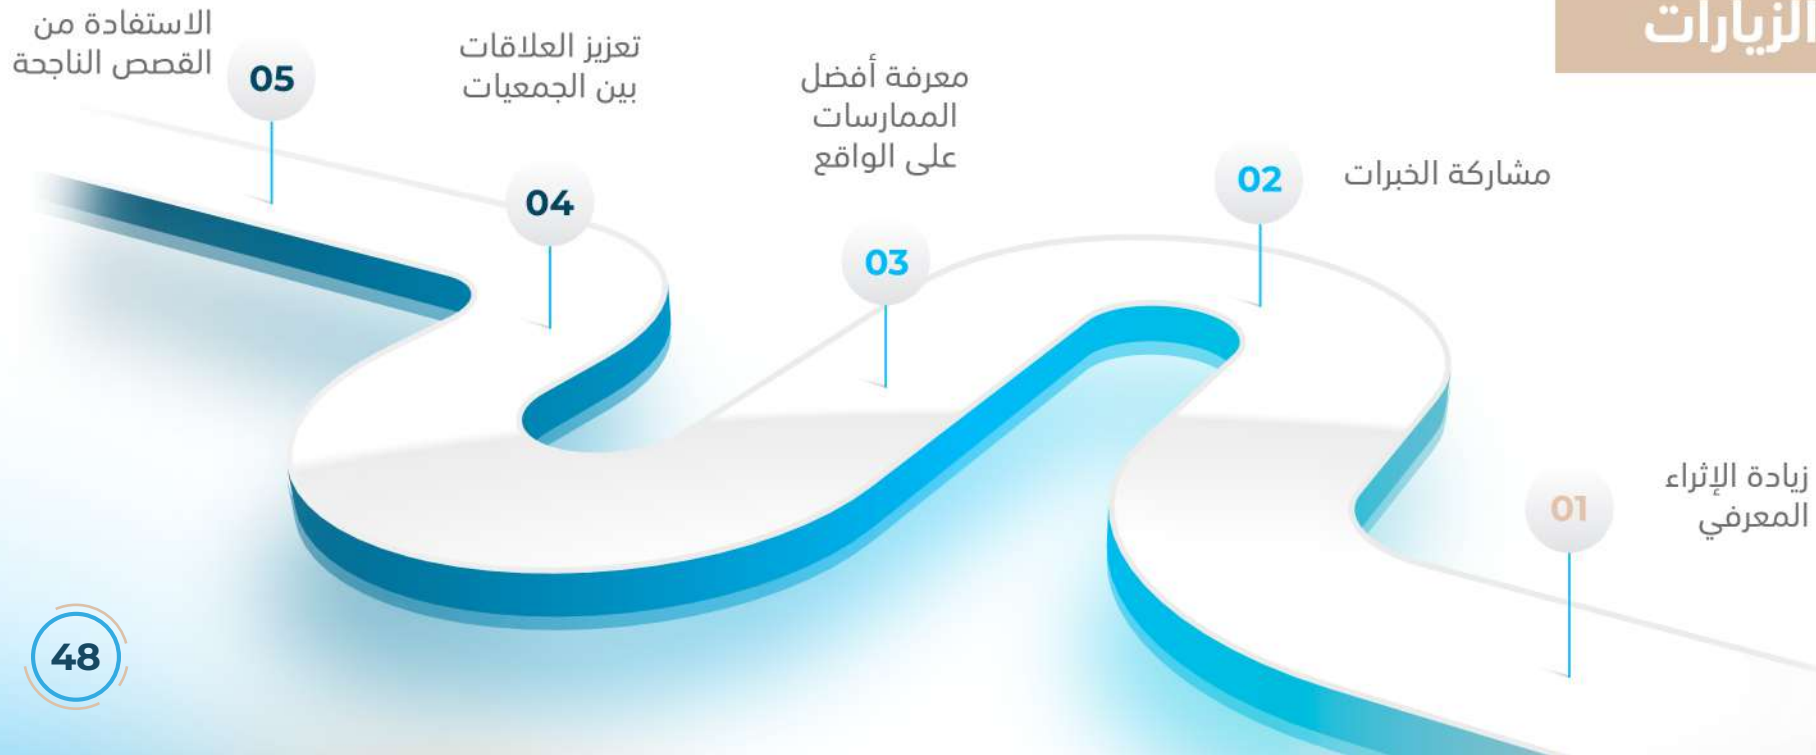 الزيارات
01
زيادة الإثراء
المعرفي
02
مشاركة الخبرات
03
معرفة أفضل
الممارسات
على الواقع
04
تعزيز العلاقات
بين الجمعيات
05
الاستفادة من
القصص الناجحة
48